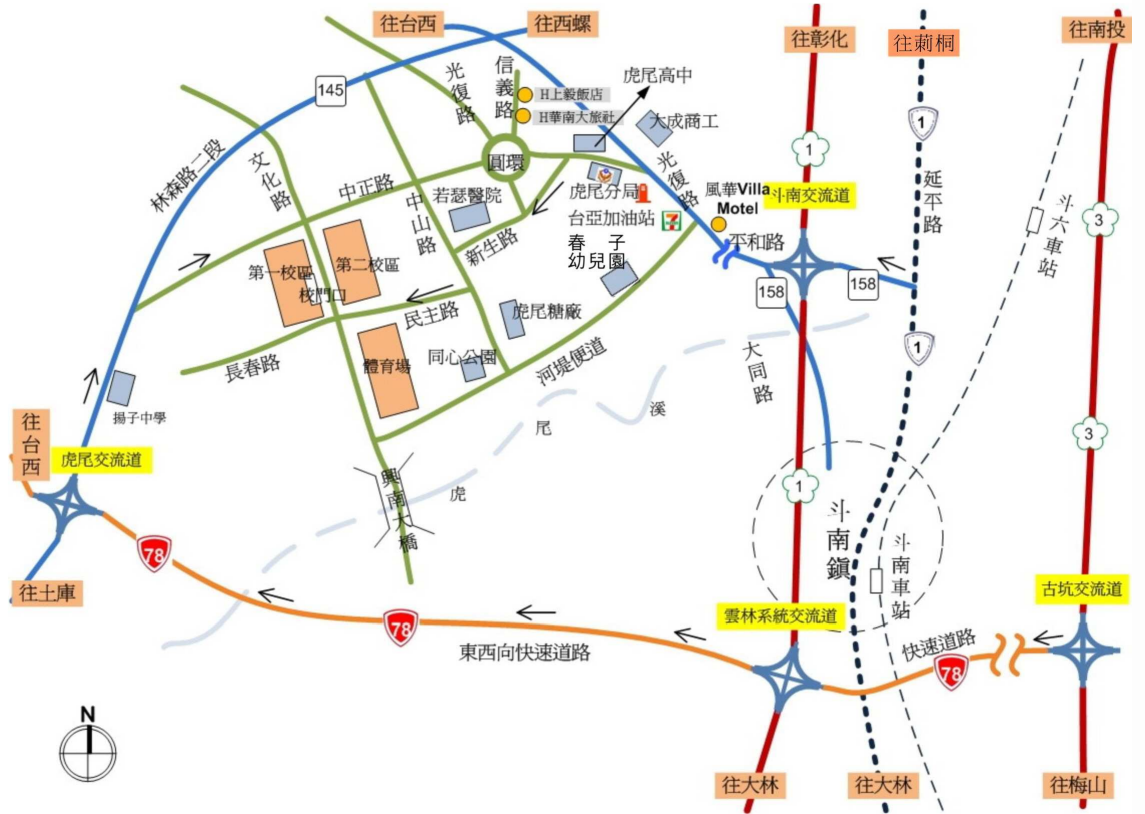 往台西
往西螺
往彰化
往莿桐
往南投
145
光復路
信義路
H上毅飯店
H華南大旅社
虎尾高中
大成商工
圓環
林森路二段
文化路
中正路
中山路
若瑟醫院
新生路
虎尾分局
台亞加油站
7
ELEVEN
春 子
幼兒園
光復路
風華Villa
Motel
平和路
斗南交流道
1
1
延平路
3
斗六車站
158
158
第一校區
校門口
第二校區
民主路
虎尾糖廠
長春路
體育場
同心公園
河堤便道
大同路
1
3
揚子中學
往台西
虎尾交流道
興南大橋
虎
尾
溪
1
斗南鎮
斗南車站
78
往土庫
78
東西向快速道路
雲林系統交流道
快速道路
78
古坑交流道
N
往大林
往大林
往梅山